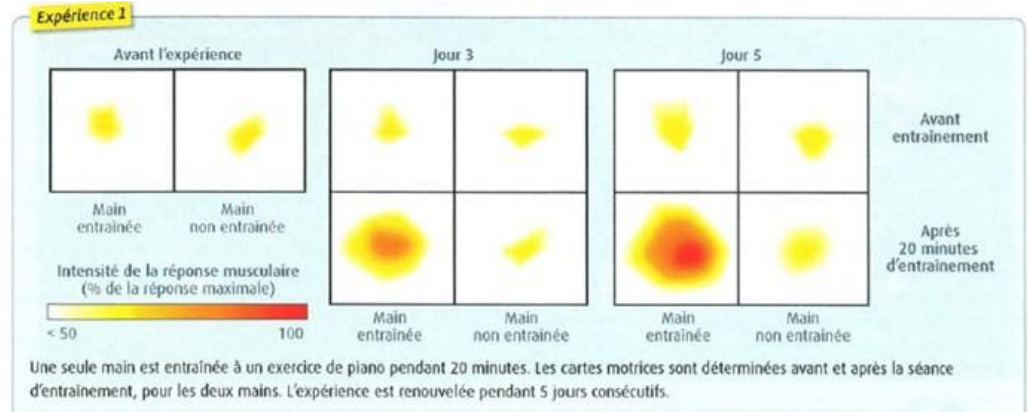 Expérience 1
Avant l'expérience
Jour 3
Jour 5
Avant
entraînement
Main
entraînée
Main
non entraînée
Après
20 minutes
d'entraînement
Intensité de la réponse musculaire
(% de la réponse maximale)
< 50
100
Main
entraînée
Main
non entraînée
Main
entraînée
Main
non entraînée
Une seule main est entraînée à un exercice de piano pendant 20 minutes. Les cartes motrices sont déterminées avant et après la séance
d'entraînement, pour les deux mains. L'expérience est renouvelée pendant 5 jours consécutifs.